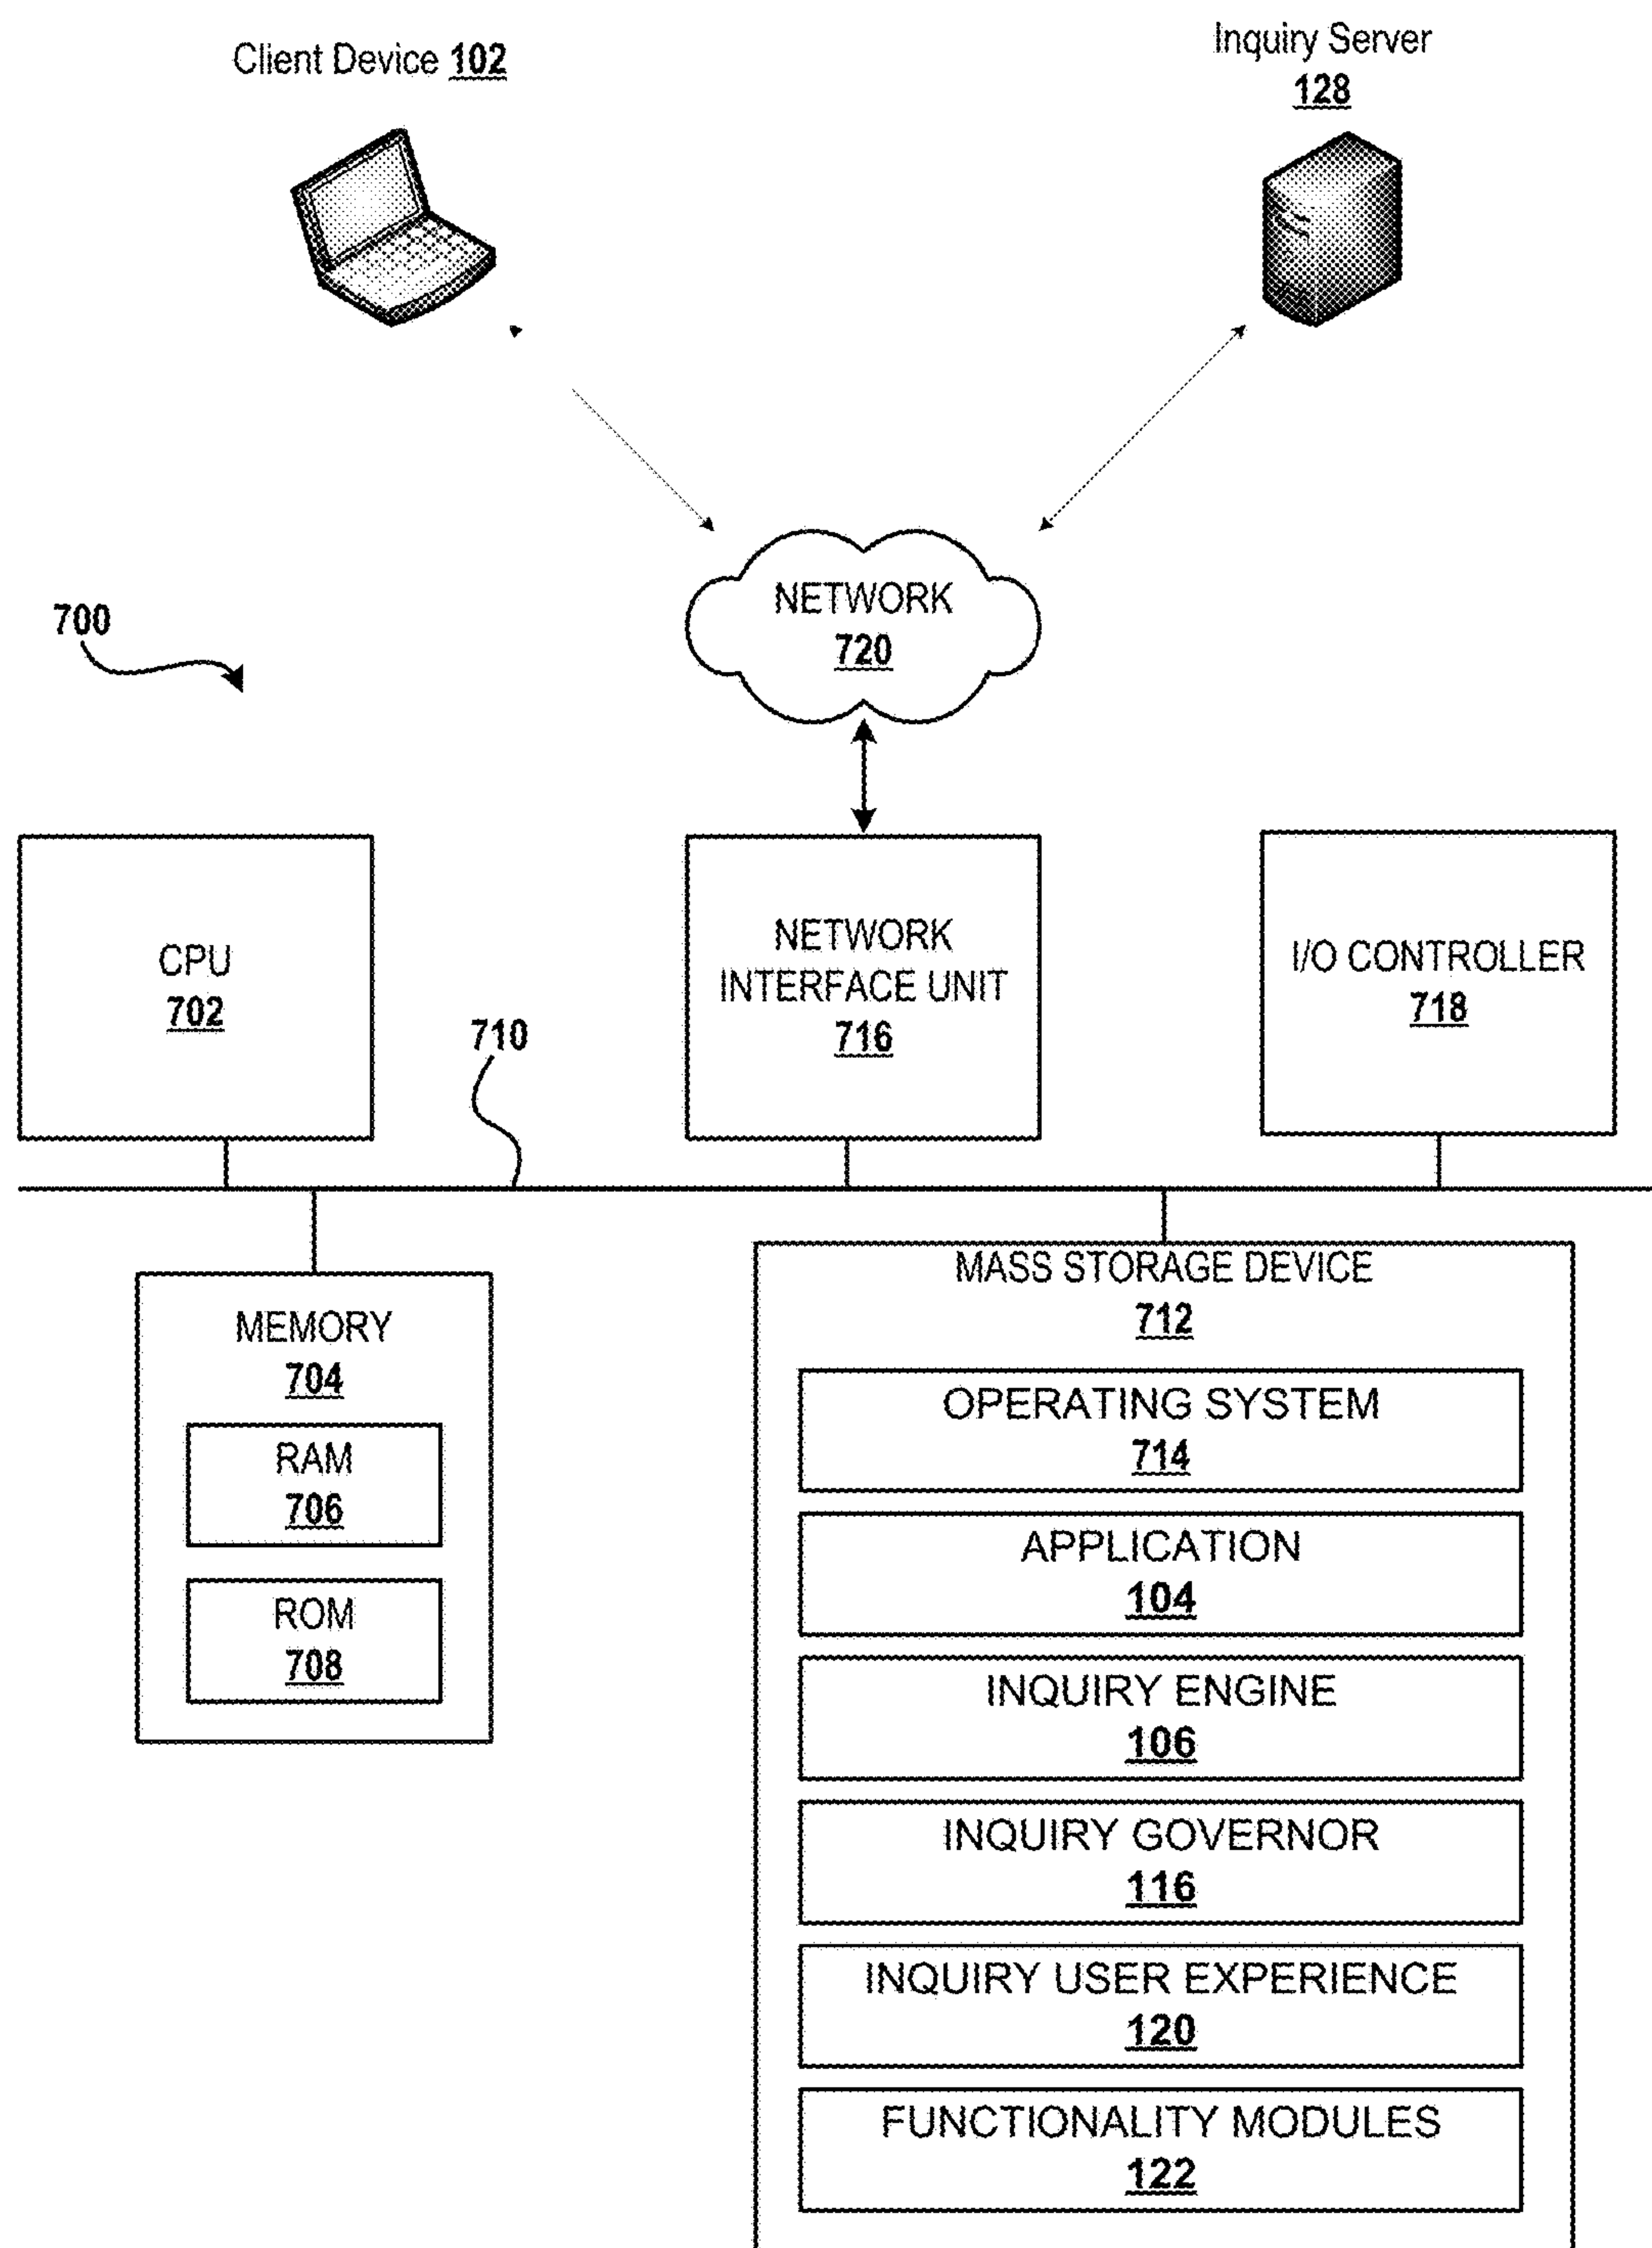 Client Device 102
Inquiry Server
128
NETWORK
720
700
CPU
702
NETWORK
INTERFACE UNIT
716
I/O CONTROLLER
718
710
MEMORY
704
RAM
706
ROM
708
MASS STORAGE DEVICE
712
OPERATING SYSTEM
714
APPLICATION
104
INQUIRY ENGINE
106
INQUIRY GOVERNOR
116
INQUIRY USER EXPERIENCE
120
FUNCTIONALITY MODULES
122